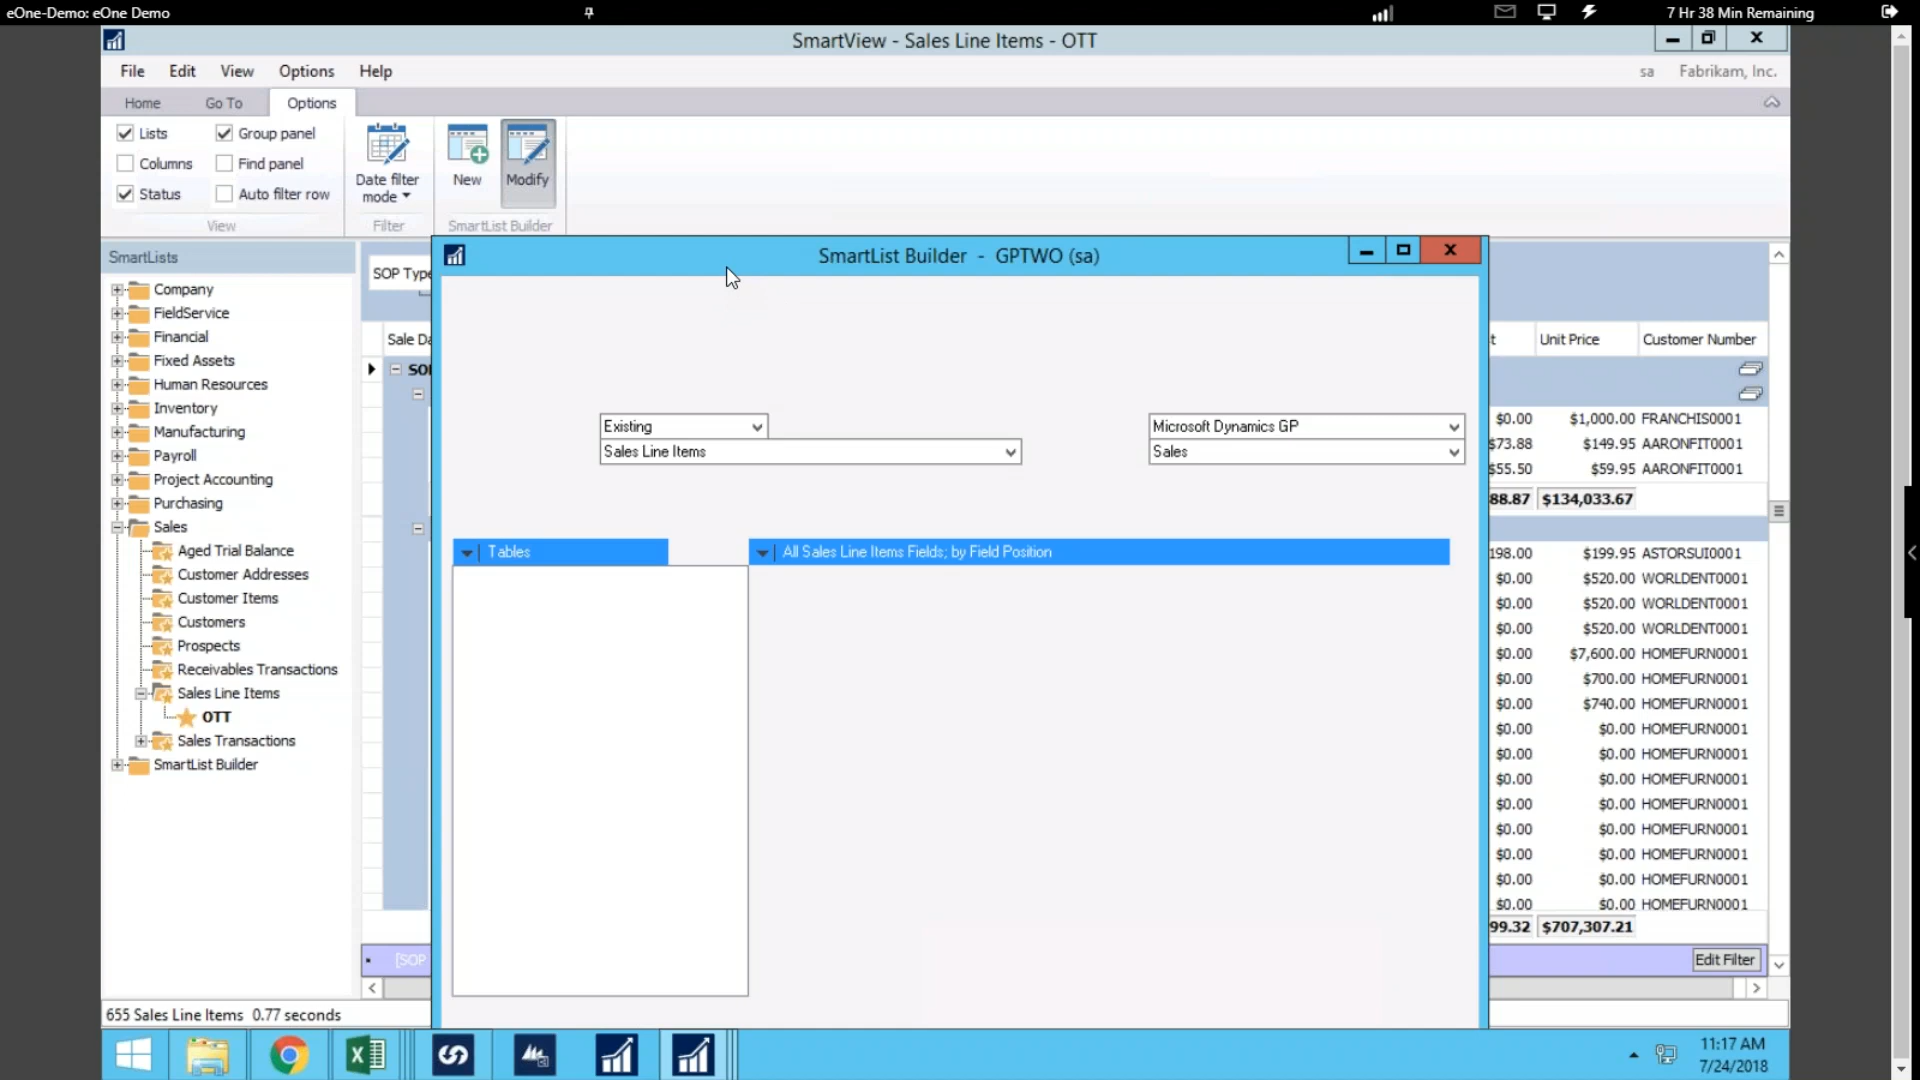 eOne-Demo: eOne Demo
7 Hr 38 Min Remaining
SmartView - Sales Line Items - OTT
File Edit View Options Help
sa Fabrikam, Inc.
Home Go To Options
Lists Group panel
Columns Find panel
Status Auto filter row
View
Date filter
mode
Filter
New Modify
SmartList Builder
SmartLists
Company
FieldService
Financial
Fixed Assets
Human Resources
Inventory
Manufacturing
Payroll
Project Accounting
Purchasing
Sales
Aged Trial Balance
Customer Addresses
Customer Items
Customers
Prospects
Receivables Transactions
Sales Line Items
OTT
Sales Transactions
SmartList Builder
SOP Type
Sale Da
SOI
[SOP
SmartList Builder - GPTWO (sa)
Existing
Sales Line Items
Microsoft Dynamics GP
Sales
Tables
All Sales Line Items Fields; by Field Position
t Unit Price Customer Number
$0.00 $1,000.00 FRANCHIS0001
$73.88 $149.95 AARONFIT0001
$55.50 $59.95 AARONFIT0001
88.87 $134,033.67
198.00 $199.95 ASTORSUI0001
$0.00 $520.00 WORLDENT0001
$0.00 $520.00 WORLDENT0001
$0.00 $520.00 WORLDENT0001
$0.00 $7,600.00 HOMEFURN0001
$0.00 $700.00 HOMEFURN0001
$0.00 $740.00 HOMEFURN0001
$0.00 $0.00 HOMEFURN0001
$0.00 $0.00 HOMEFURN0001
$0.00 $0.00 HOMEFURN0001
$0.00 $0.00 HOMEFURN0001
$0.00 $0.00 HOMEFURN0001
$0.00 $0.00 HOMEFURN0001
$0.00 $0.00 HOMEFURN0001
$0.00 $0.00 HOMEFURN0001
99.32 $707,307.21
Edit Filter
655 Sales Line Items 0.77 seconds
11:17 AM
7/24/2018